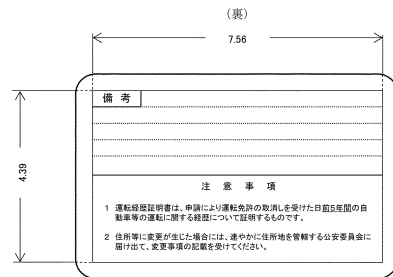 (裏)
7.56
4.39
備考
注意事項
1 運転経歴証明書は、申請により運転免許の取消しを受けた日前5年間の自
動車等の運転に関する経歴について証明するものです。
2 住所等に変更が生じた場合には、速やかに住所地を管轄する公安委員会に
届け出て、変更事項の記載を受けてください。